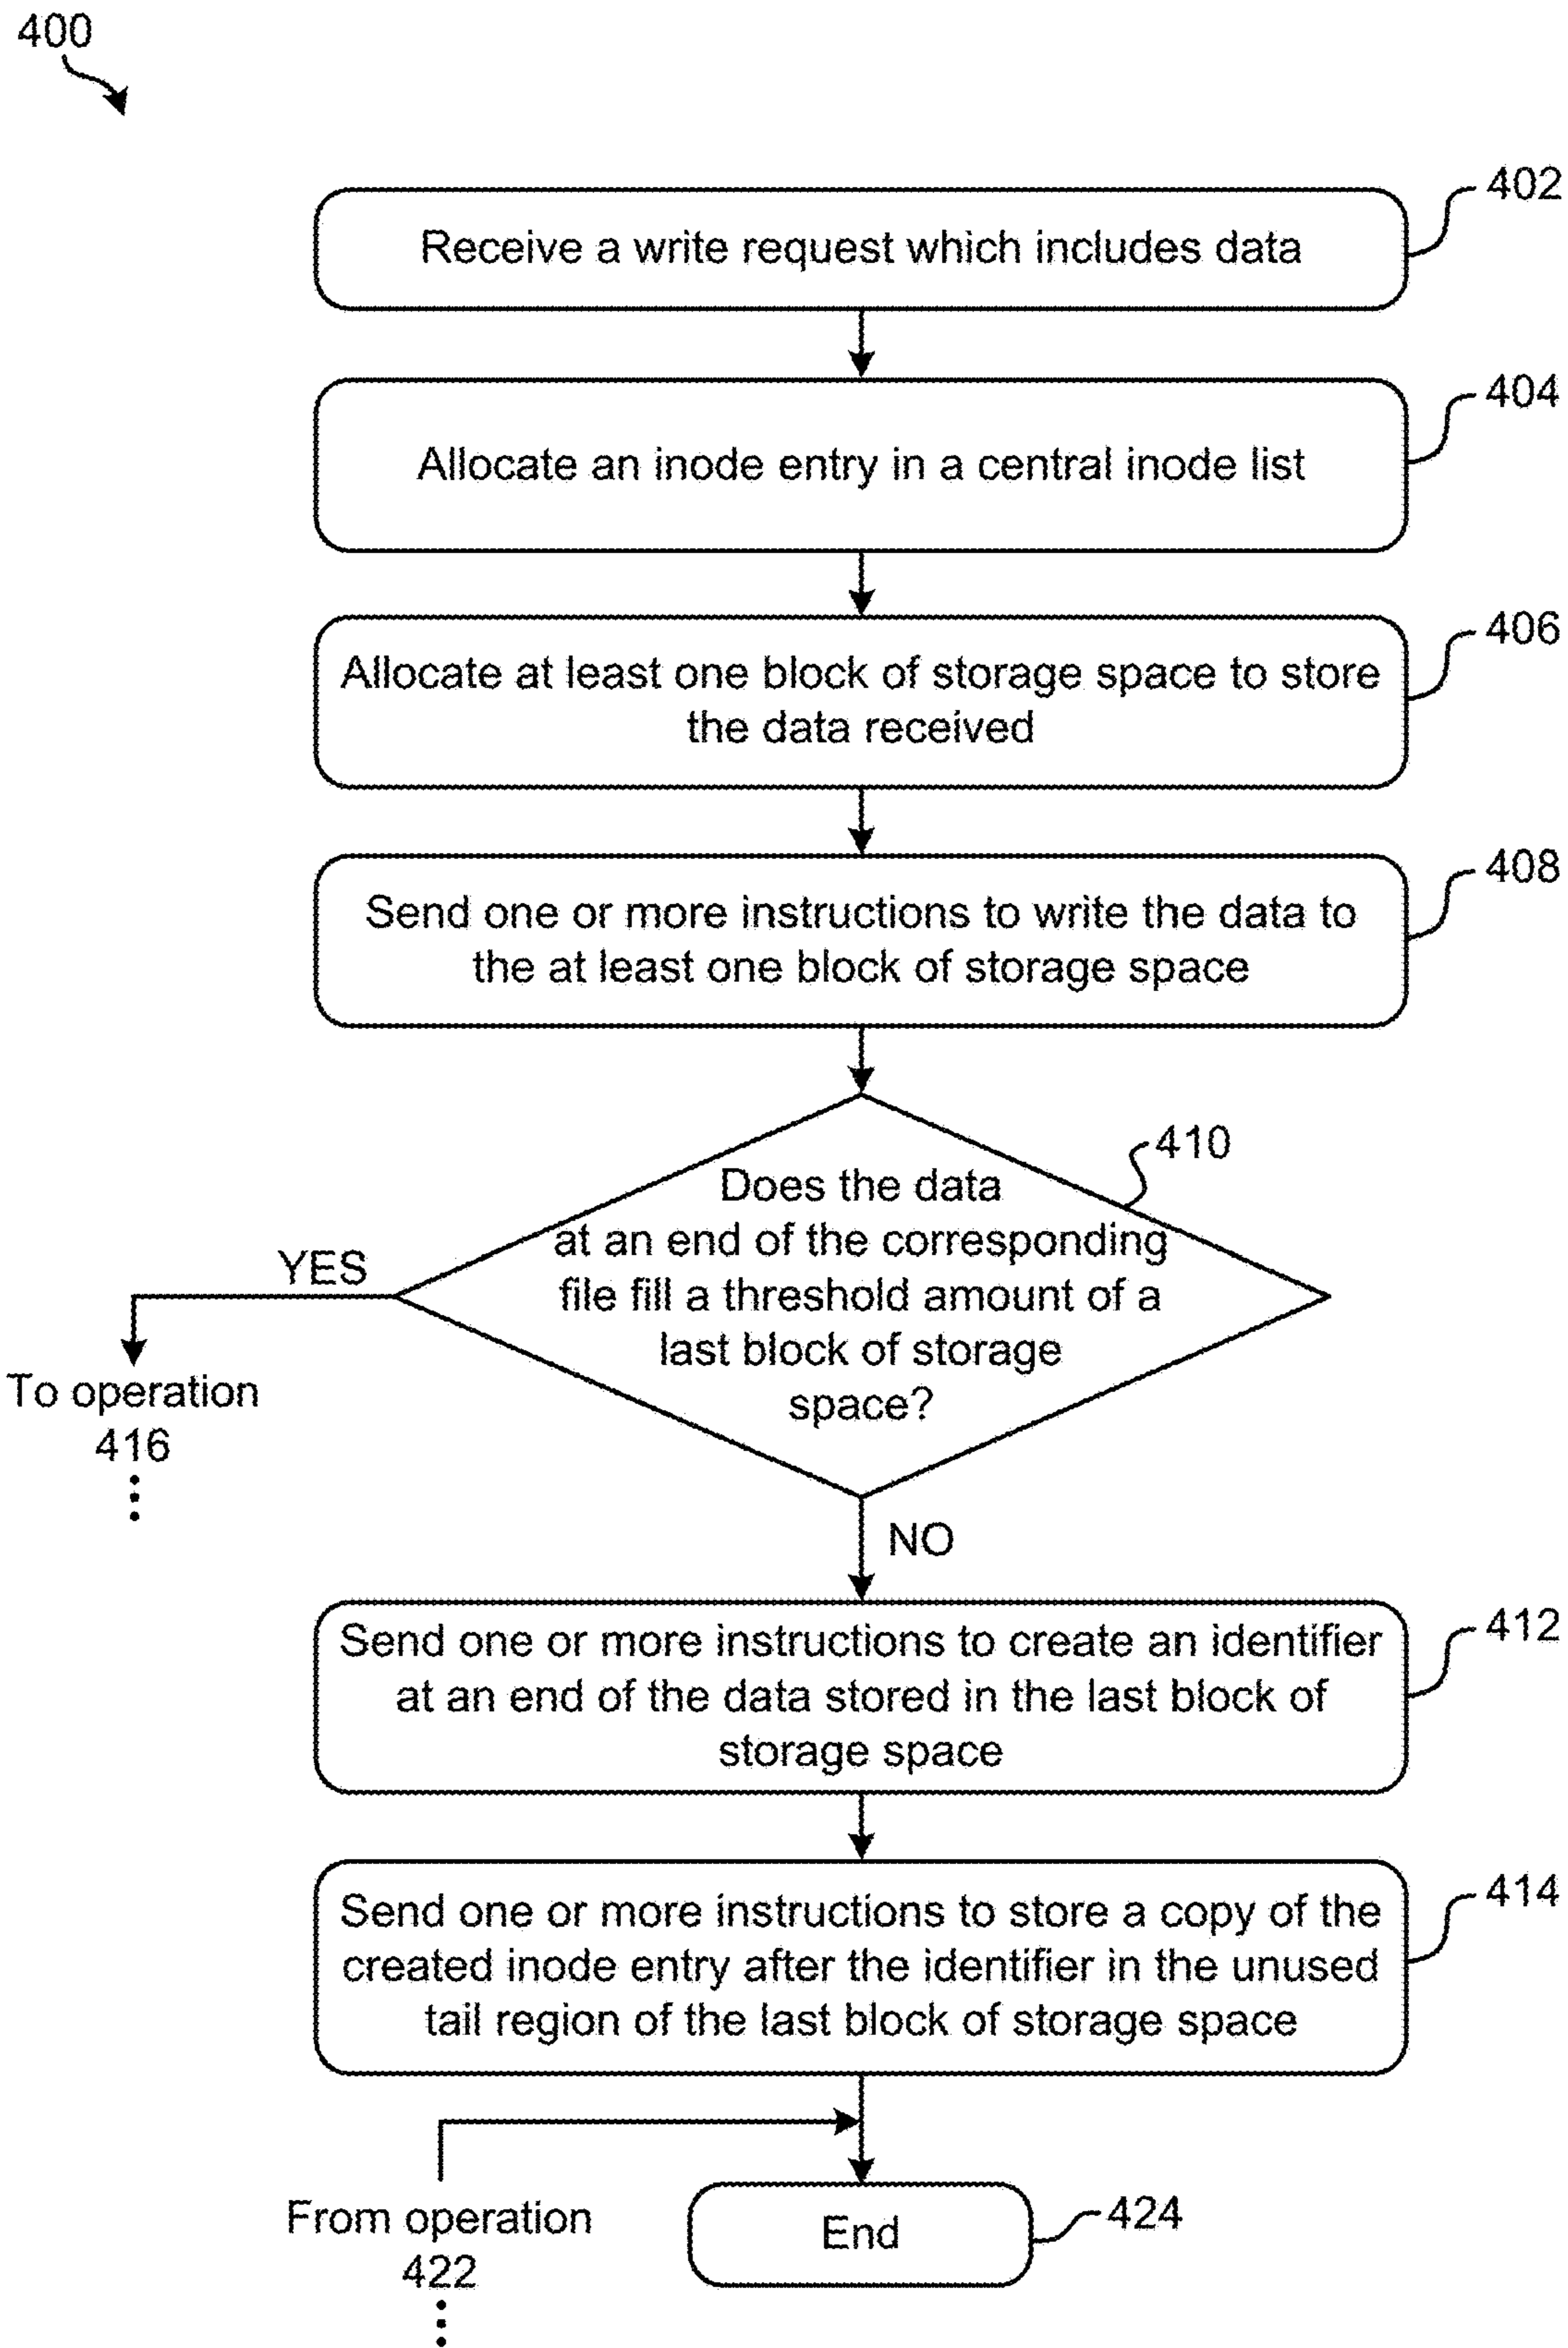 400
402
Receive a write request which includes data
404
Allocate an inode entry in a central inode list
406
Allocate at least one block of storage space to store
the data received
408
Send one or more instructions to write the data to
the at least one block of storage space
410
Does the data
at an end of the corresponding
file fill a threshold amount of a
last block of storage
space?
YES
To operation
416
NO
412
Send one or more instructions to create an identifier
at an end of the data stored in the last block of
storage space
414
Send one or more instructions to store a copy of the
created inode entry after the identifier in the unused
tail region of the last block of storage space
From operation
422
End
424